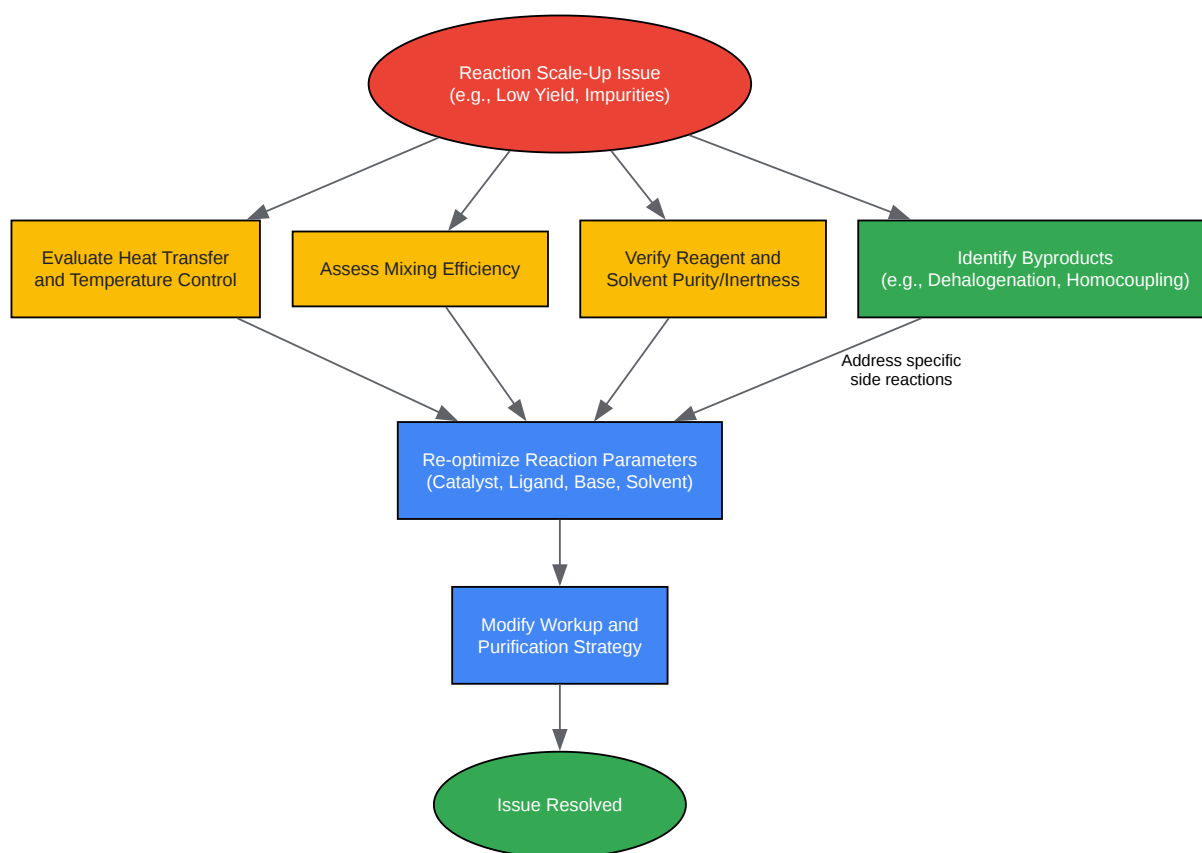 Reaction Scale-Up Issue
(e.g., Low Yield, Impurities)
Evaluate Heat Transfer
and Temperature Control
Assess Mixing Efficiency
Verify Reagent and
Solvent Purity/Inertness
Identify Byproducts
(e.g., Dehalogenation, Homocoupling)
Address specific
side reactions
Re-optimize Reaction Parameters
(Catalyst, Ligand, Base, Solvent)
Modify Workup and
Purification Strategy
Issue Resolved